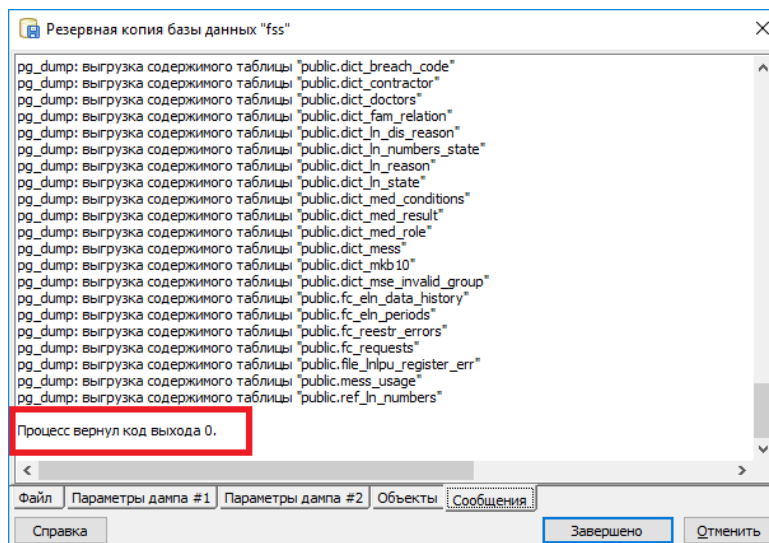 Резервная копия базы данных "fss"
pg_dump: выгрузка содержимого таблицы "public.dict_breach_code"
pg_dump: выгрузка содержимого таблицы "public.dict_contractor"
pg_dump: выгрузка содержимого таблицы "public.dict_doctors"
pg_dump: выгрузка содержимого таблицы "public.dict_fam_relation"
pg_dump: выгрузка содержимого таблицы "public.dict_ln_dis_reason"
pg_dump: выгрузка содержимого таблицы "public.dict_ln_numbers_state"
pg_dump: выгрузка содержимого таблицы "public.dict_ln_reason"
pg_dump: выгрузка содержимого таблицы "public.dict_ln_state"
pg_dump: выгрузка содержимого таблицы "public.dict_med_conditions"
pg_dump: выгрузка содержимого таблицы "public.dict_med_result"
pg_dump: выгрузка содержимого таблицы "public.dict_med_role"
pg_dump: выгрузка содержимого таблицы "public.dict_mess"
pg_dump: выгрузка содержимого таблицы "public.dict_mkb10"
pg_dump: выгрузка содержимого таблицы "public.dict_mse_invalid_group"
pg_dump: выгрузка содержимого таблицы "public.fc_eln_data_history"
pg_dump: выгрузка содержимого таблицы "public.fc_eln_periods"
pg_dump: выгрузка содержимого таблицы "public.fc_reestr_errors"
pg_dump: выгрузка содержимого таблицы "public.fc_requests"
pg_dump: выгрузка содержимого таблицы "public.file_lnlpu_register_err"
pg_dump: выгрузка содержимого таблицы "public.mess_usage"
pg_dump: выгрузка содержимого таблицы "public.ref_ln_numbers"
Процесс вернул код выхода 0.
Файл Параметры дампа #1 Параметры дампа #2 Объекты Сообщения
Справка Завершено Отменить